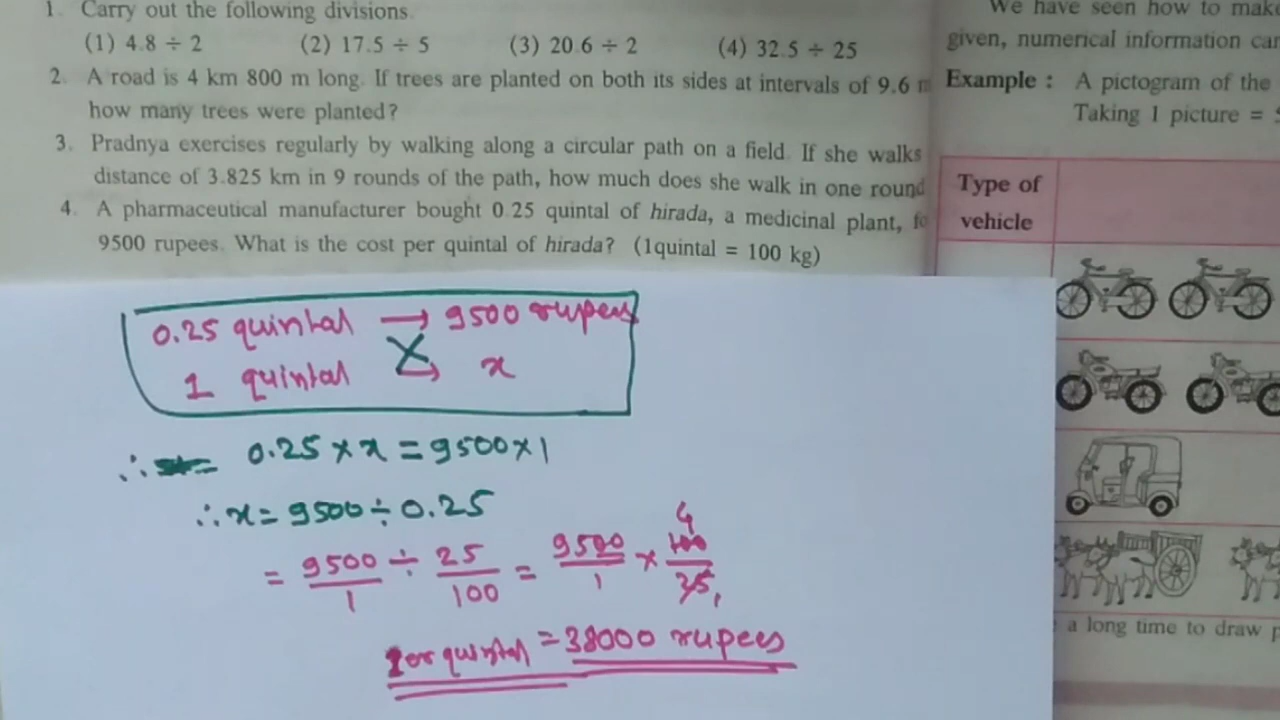 1. Carry out the following divisions.
(1) 4.8 ÷ 2 (2) 17.5 ÷ 5 (3) 20.6 ÷ 2 (4) 32.5 ÷ 25
2. A road is 4 km 800 m long. If trees are planted on both its sides at intervals of 9.6 m
how many trees were planted?
3. Pradnya exercises regularly by walking along a circular path on a field. If she walks
distance of 3.825 km in 9 rounds of the path, how much does she walk in one round
4. A pharmaceutical manufacturer bought 0.25 quintal of hirada, a medicinal plant, fo
9500 rupees. What is the cost per quintal of hirada? (1quintal = 100 kg)
0.25 quintal → 9500 rupees
1 quintal → x
∴ = 0.25 × x = 9500 × 1
∴ x = 9500 ÷ 0.25
= 9500/1 ÷ 25/100 = 9500/1 × 100/25 4 1
Per quintal = 38000 rupees
We have seen how to make
given, numerical information can
Example : A pictogram of the
Taking 1 picture =
Type of
vehicle
a long time to draw p